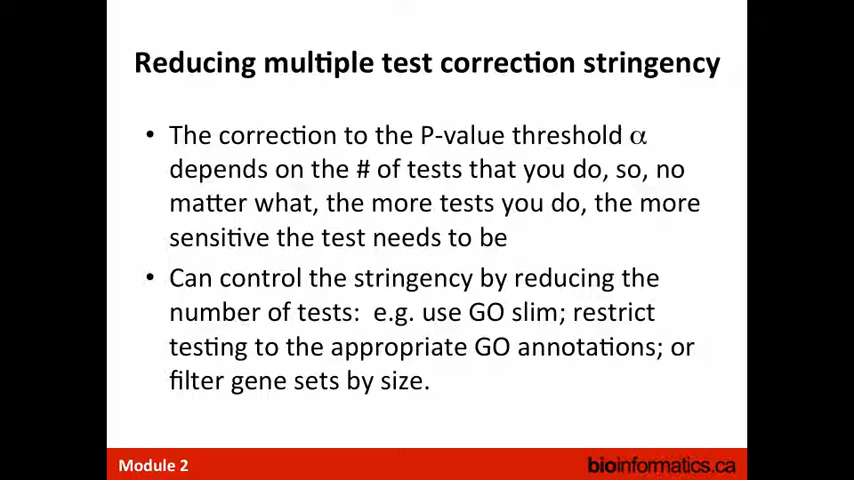 Reducing multiple test correction stringency
• The correction to the P-value threshold α
depends on the # of tests that you do, so, no
matter what, the more tests you do, the more
sensitive the test needs to be
• Can control the stringency by reducing the
number of tests:  e.g. use GO slim; restrict
testing to the appropriate GO annotations; or
filter gene sets by size.
Module 2
bioinformatics.ca